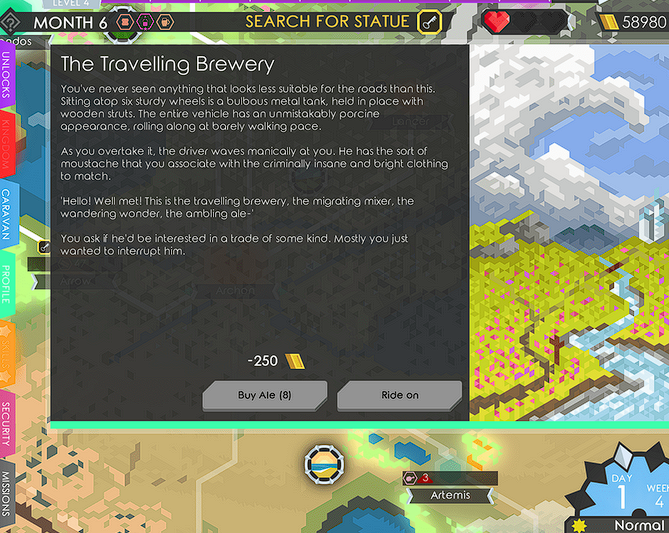 LEVEL 4
MONTH 6
SEARCH FOR STATUE
58980
ados
The Travelling Brewery
You've never seen anything that looks less suitable for the roads than this.
Sitting atop six sturdy wheels is a bulbous metal tank, held in place with
wooden struts. The entire vehicle has an unmistakably porcine
appearance, rolling along at barely walking pace.
As you overtake it, the driver waves manically at you. He has the sort of
moustache that you associate with the criminally insane and bright clothing
to match.
'Hello! Well met! This is the travelling brewery, the migrating mixer, the
wandering wonder, the ambling ale-'
You ask if he'd be interested in a trade of some kind. Mostly you just
wanted to interrupt him.
-250
Buy Ale (8)
Ride on
UNLOCKS
KINGDOM
CARAVAN
PROFILE
SECURITY
MISSIONS
3
Artemis
DAY
1
WEEK
4
Normal